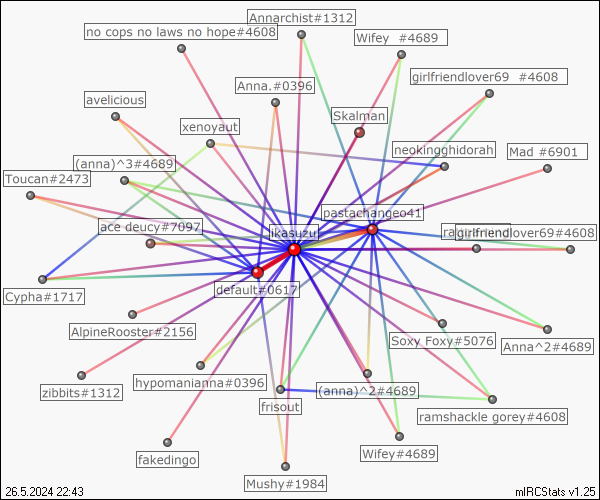 Annarchist#1312
no cops no laws no hope#4608
Wifey  #4689
girlfriendlover69  #4608
Anna.#0396
avelicious
Skalman
xenoyaut
neokingghidorah
Mad #6901
(anna)^3#4689
Toucan#2473
pastachangeo41
ace deucy#7097
ikasuzu
girlfriendlover69#4608
default#0617
Cypha#1717
AlpineRooster#2156
Soxy Foxy#5076
Anna^2#4689
hypomanianna#0396
(anna)^2#4689
zibbits#1312
frisout
ramshackle gorey#4608
Wifey#4689
fakedingo
Mushy#1984
26.5.2024 22:43
mIRCStats v1.25